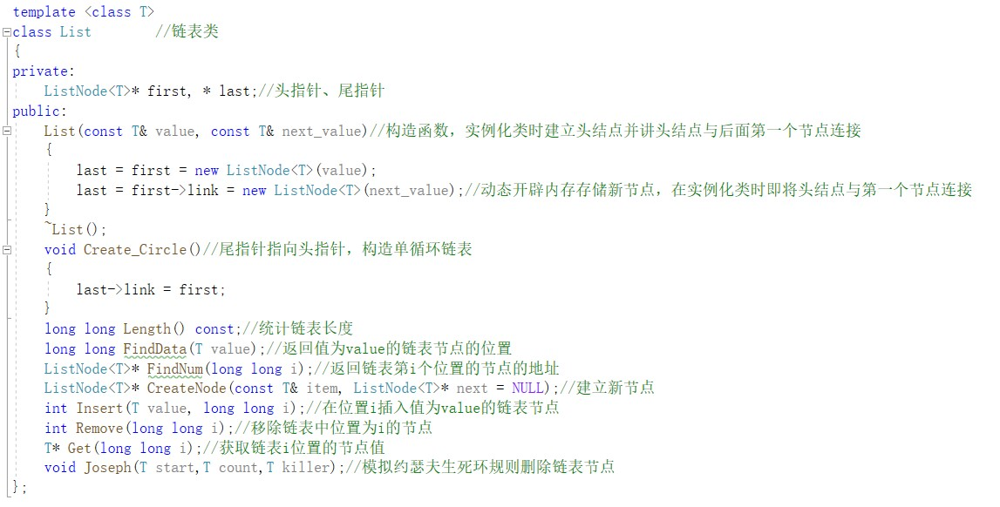 template <class T>
class List        //链表类
{
private:
    ListNode<T>* first, * last;//头指针、尾指针
public:
    List(const T& value, const T& next_value)//构造函数，实例化类时建立头结点并讲头结点与后面第一个节点连接
    {
        last = first = new ListNode<T>(value);
        last = first->link = new ListNode<T>(next_value);//动态开辟内存存储新节点，在实例化类时即将头结点与第一个节点连接
    }
    ~List();
    void Create_Circle()//尾指针指向头指针，构造单循环链表
    {
        last->link = first;
    }
    long long Length() const;//统计链表长度
    long long FindData(T value);//返回值为value的链表节点的位置
    ListNode<T>* FindNum(long long i);//返回链表第i个位置的节点的地址
    ListNode<T>* CreateNode(const T& item, ListNode<T>* next = NULL);//建立新节点
    int Insert(T value, long long i);//在位置i插入值为value的链表节点
    int Remove(long long i);//移除链表中位置为i的节点
    T* Get(long long i);//获取链表i位置的节点值
    void Joseph(T start,T count,T killer);//模拟约瑟夫生死环规则删除链表节点
};